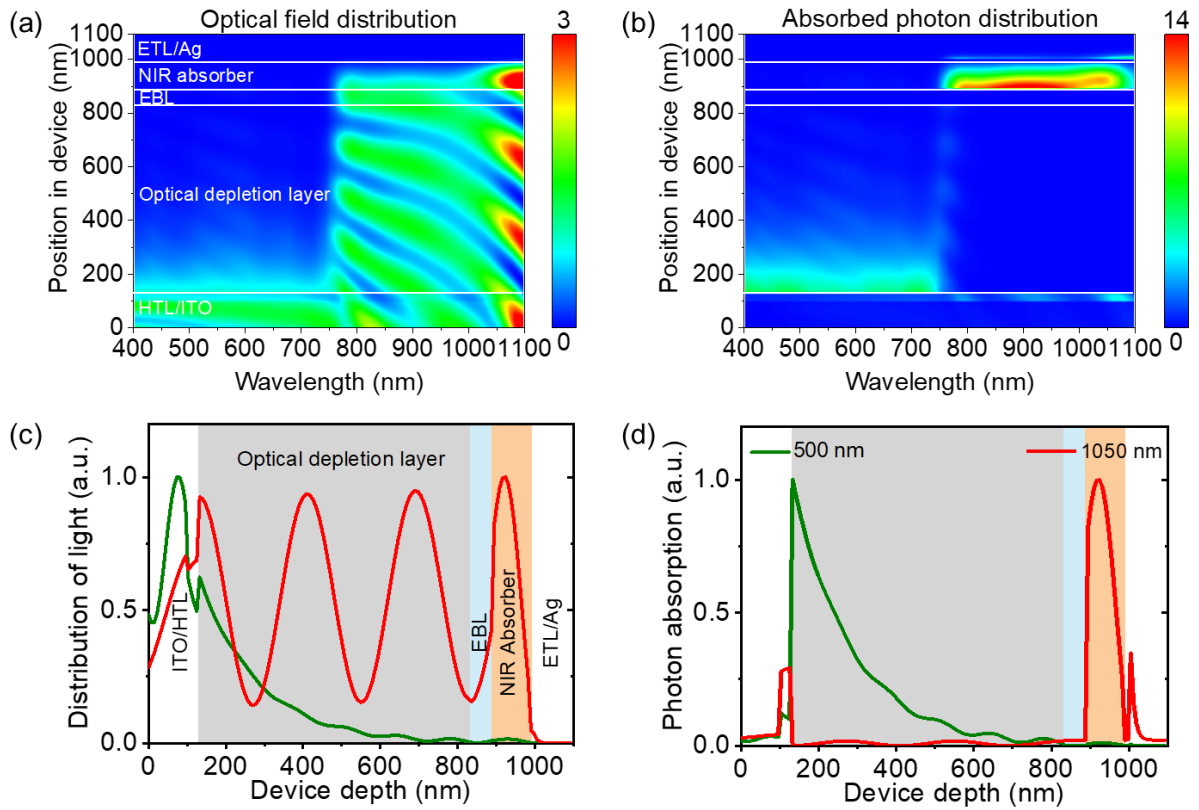 (a)
Optical field distribution
3
1100
1000
800
600
400
200
0
Position in device
(nm)
ETL/Ag
NIR absorber
EBL
Optical depletion layer
HTL/ITO
400 500 600 700 800 900 1000 1100
Wavelength (nm)
0
(b)
Absorbed photon distribution
14
1100
1000
800
600
400
200
0
Position in device
(nm)
400 500 600 700 800 900 1000 1100
Wavelength (nm)
0
(c)
Distribution of light (a.u.)
1.0
0.5
0.0
Optical depletion layer
ITO/HTL
EBL
NIR Absorber
ETL/Ag
0 200 400 600 800 1000
Device depth (nm)
(d)
Photon absorption (a.u.)
1.0
0.5
0.0
500 nm
1050 nm
0 200 400 600 800 1000
Device depth (nm)